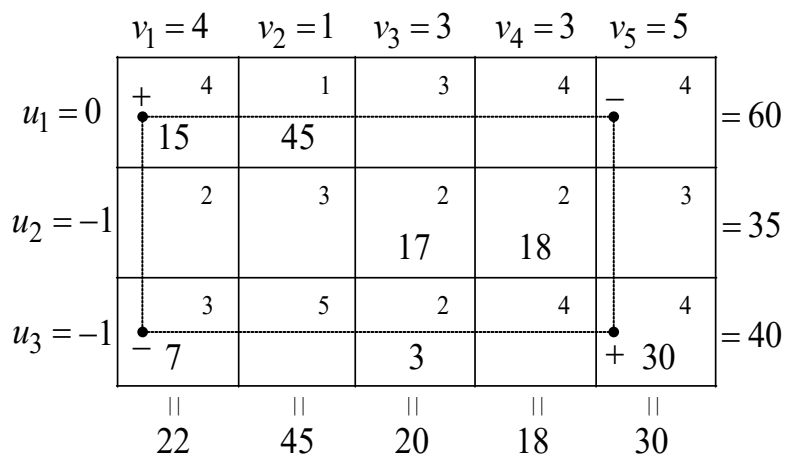 v₁ = 4 v₂ = 1 v₃ = 3 v₄ = 3 v₅ = 5
4 1 3 4 4
u₁ = 0 + − = 60
15 45
2 3 2 2 3
u₂ = −1 = 35
17 18
3 5 2 4 4
u₃ = −1 = 40
− 7 3 + 30
= = = = =
22 45 20 18 30